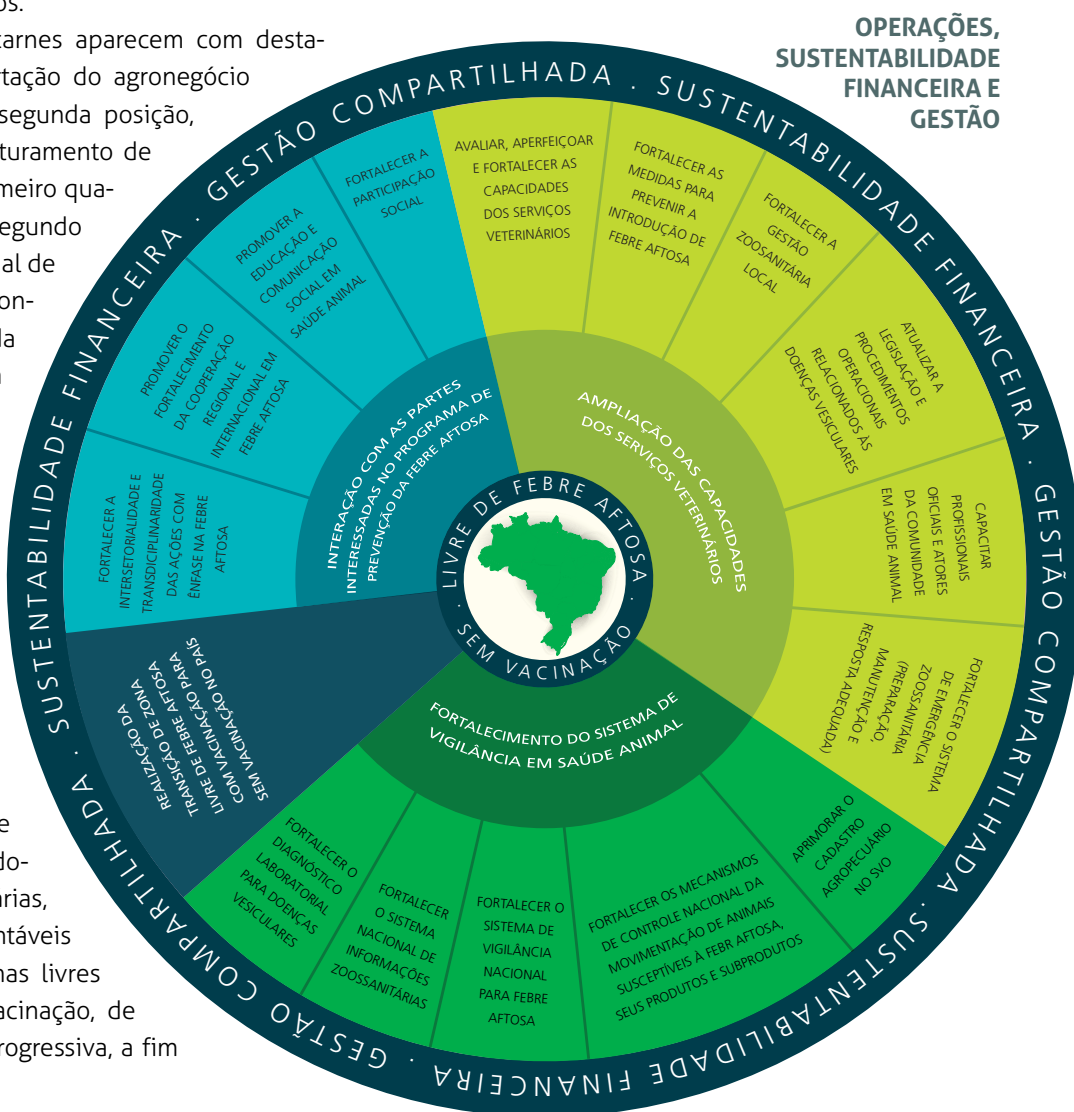 os.
carnes aparecem com desta-
rtação do agronegócio
segunda posição,
turamento de
meiro qua-
egundo
al de
on-
da
OPERAÇÕES,
SUSTENTABILIDADE
FINANCEIRA E
GESTÃO
GESTÃO COMPARTILHADA . SUSTENTABILIDADE FINANCEIRA . GESTÃO COMPARTILHADA . SUSTENTABILIDADE FINANCEIRA . GESTÃO COMPARTILHADA . SUSTENTABILIDADE FINANCEIRA .
FORTALECER A
PARTICIPAÇÃO
SOCIAL
AVALIAR, APERFEIÇOAR
E FORTALECER AS
CAPACIDADES
DOS SERVIÇOS
VETERINÁRIOS
FORTALECER AS
MEDIDAS PARA
PREVENIR A
INTRODUÇÃO DE
FEBRE AFTOSA
FORTALECER A
GESTÃO
ZOOSANITÁRIA
LOCAL
ATUALIZAR A
LEGISLAÇÃO E
PROCEDIMENTOS
OPERACIONAIS
RELACIONADOS ÀS
DOENÇAS VESICULARES
CAPACITAR
PROFISSIONAIS
OFICIAIS E ATORES
DA COMUNIDADE
EM SAÚDE ANIMAL
FORTALECER O SISTEMA
DE EMERGÊNCIA
ZOOSSANITARIA
(PREPARAÇÃO,
MANUTENÇÃO E
RESPOSTA ADEQUADA)
APRIMORAR O
CADASTRO
AGROPECUÁRIO
NO SVO
FORTALECER OS MECANISMOS
DE CONTROLE NACIONAL DA
MOVIMENTAÇÃO DE ANIMAIS
SUSCEPTÍVEIS À FEBR AFTOSA,
SEUS PRODUTOS E SUBPRODUTOS
FORTALECER O
SISTEMA DE
VIGILÂNCIA
NACIONAL
PARA FEBRE
AFTOSA
FORTALECER
O SISTEMA
NACIONAL DE
INFORMAÇÕES
ZOOSSANITÁRIAS
FORTALECER O
DIAGNÓSTICO
LABORATORIAL
PARA DOENÇAS
VESICULARES
REALIZAÇÃO DA
TRANSIÇÃO DE ZONA
LIVRE DE FEBRE AFTOSA
COM VACINAÇÃO PARA
SEM VACINAÇÃO NO PAÍS
FORTALECER A
INTERSETORIALIDADE E
TRANSDICIPLINARIDADE
DAS AÇÕES COM
ÊNFASE NA FEBRE
AFTOSA
PROMOVER O
FORTALECIMENTO
DA COOPERAÇÃO
REGIONAL E
INTERNACIONAL EM
FEBRE AFTOSA
PROMOVER A
EDUCAÇÃO E
COMUNICAÇÃO
SOCIAL EM
SAÚDE ANIMAL
INTERAÇÃO COM AS PARTES
INTERESSADAS NO PROGRAMA DE
PREVENÇÃO DA FEBRE AFTOSA
AMPLIAÇÃO DAS CAPACIDADES
DOS SERVIÇOS VETERINÁRIOS
FORTALECIMENTO DO SISTEMA DE
VIGILÂNCIA EM SAÚDE ANIMAL
. LIVRE DE FEBRE AFTOSA .
SEM VACINAÇÃO
e
do-
arias,
ntáveis
nas livres
acinação, de
rogressiva, a fim